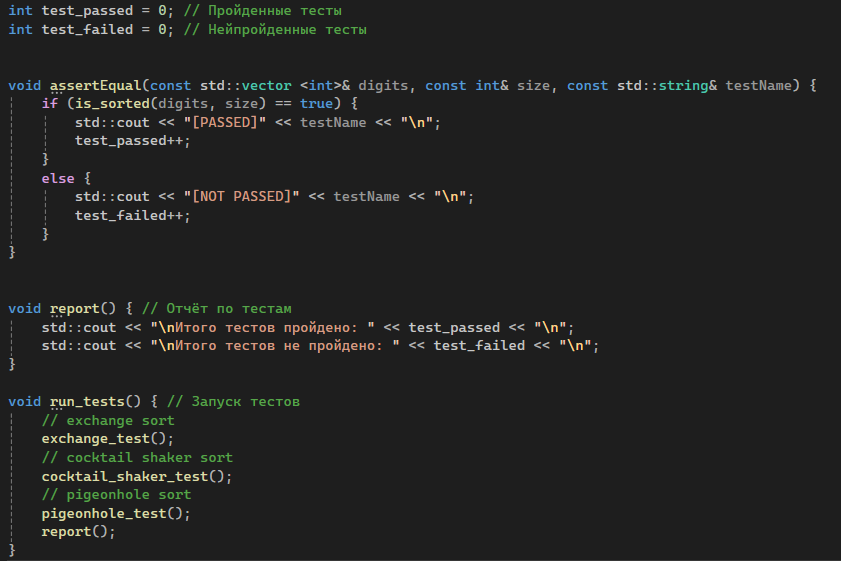 int test_passed = 0; // Пройденные тесты
int test_failed = 0; // Нейпройденные тесты
void assertEqual(const std::vector <int>& digits, const int& size, const std::string& testName) {
if (is_sorted(digits, size) == true) {
std::cout << "[PASSED]" << testName << "\n";
test_passed++;
}
else {
std::cout << "[NOT PASSED]" << testName << "\n";
test_failed++;
}
}
void report() { // Отчёт по тестам
std::cout << "\nИтого тестов пройдено: " << test_passed << "\n";
std::cout << "\nИтого тестов не пройдено: " << test_failed << "\n";
}
void run_tests() { // Запуск тестов
// exchange sort
exchange_test();
// cocktail shaker sort
cocktail_shaker_test();
// pigeonhole sort
pigeonhole_test();
report();
}